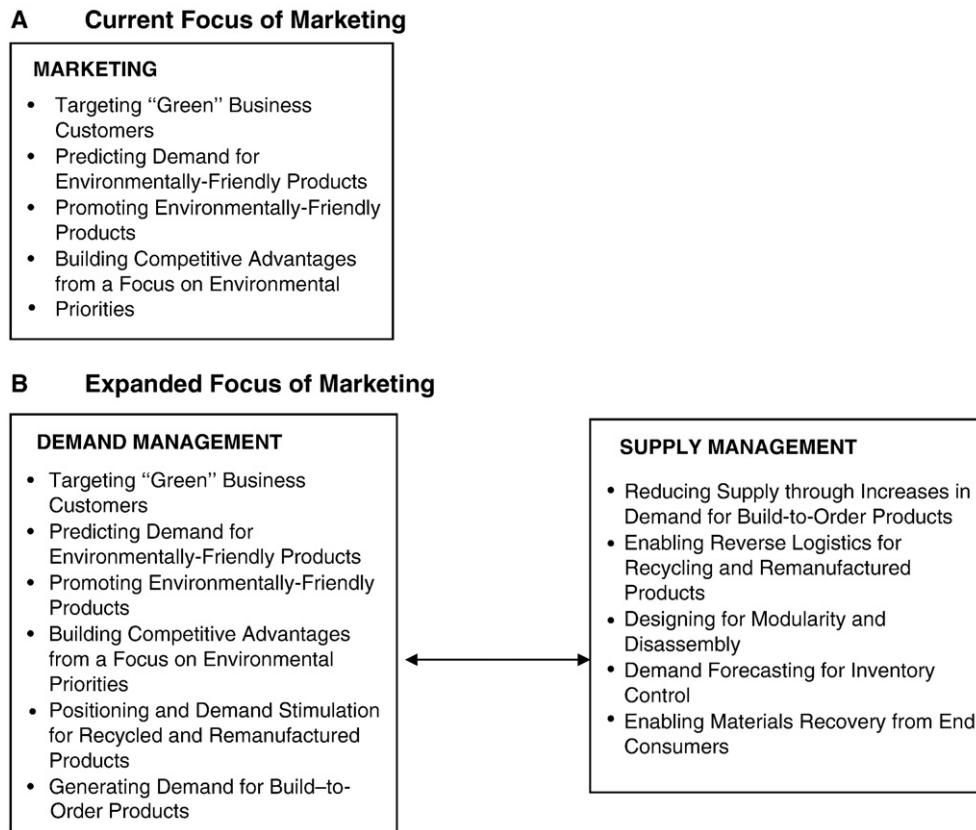 A Current Focus of Marketing
MARKETING
• Targeting “Green” Business
Customers
• Predicting Demand for
Environmentally-Friendly Products
• Promoting Environmentally-Friendly
Products
• Building Competitive Advantages
from a Focus on Environmental
• Priorities
B Expanded Focus of Marketing
DEMAND MANAGEMENT
• Targeting “Green” Business
Customers
• Predicting Demand for
Environmentally-Friendly Products
• Promoting Environmentally-Friendly
Products
• Building Competitive Advantages
from a Focus on Environmental
Priorities
• Positioning and Demand Stimulation
for Recycled and Remanufactured
Products
• Generating Demand for Build–to-
Order Products
SUPPLY MANAGEMENT
• Reducing Supply through Increases in
Demand for Build-to-Order Products
• Enabling Reverse Logistics for
Recycling and Remanufactured
Products
• Designing for Modularity and
Disassembly
• Demand Forecasting for Inventory
Control
• Enabling Materials Recovery from End
Consumers